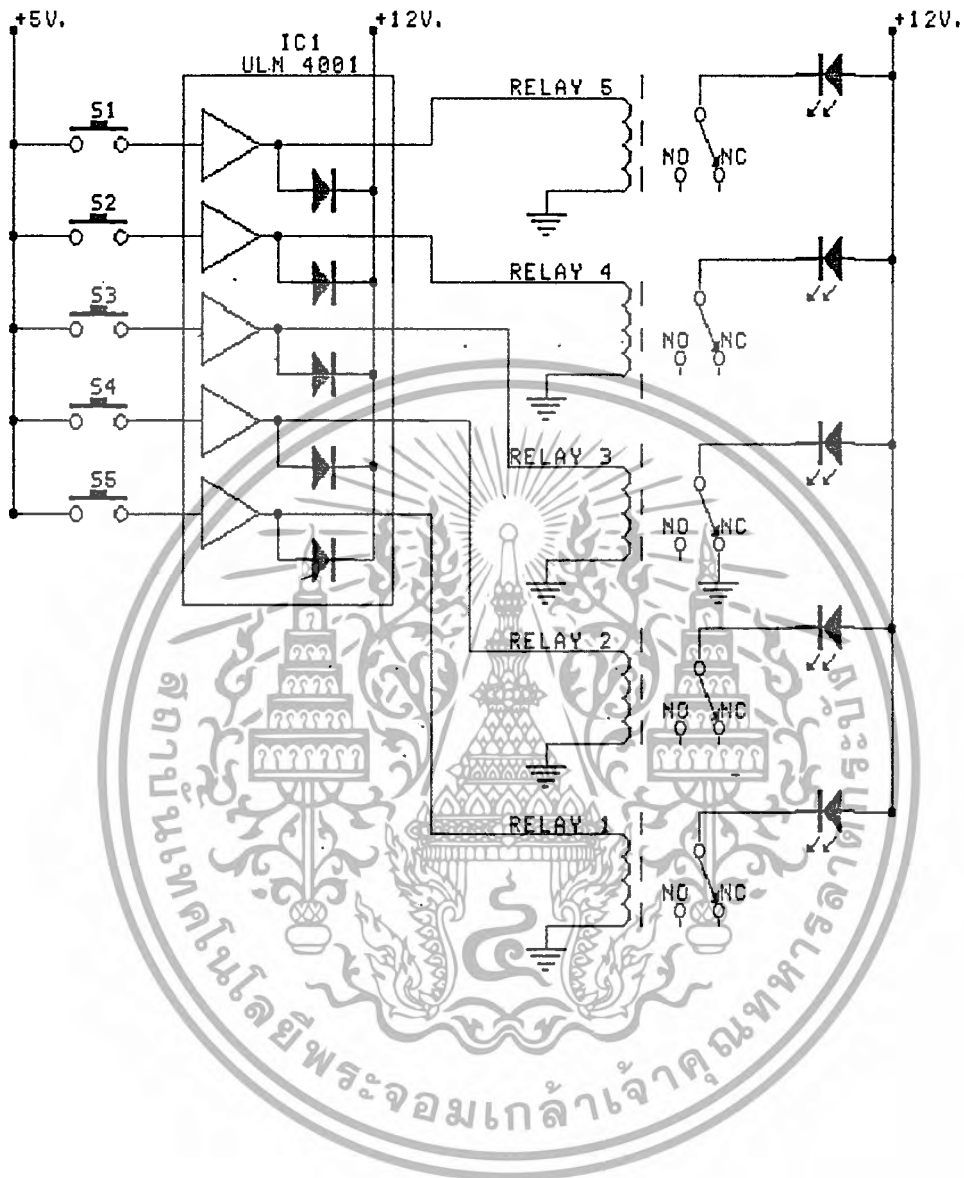 +5V.
+12V.
+12V.
IC1
ULN 4001
S1
S2
S3
S4
S5
RELAY 5
NO NC
RELAY 4
NO NC
RELAY 3
NO NC
RELAY 2
NO NC
RELAY 1
NO NC
สถาบันเทคโนโลยีพระจอมเกล้าเจ้าคุณทหารลาดกระบัง